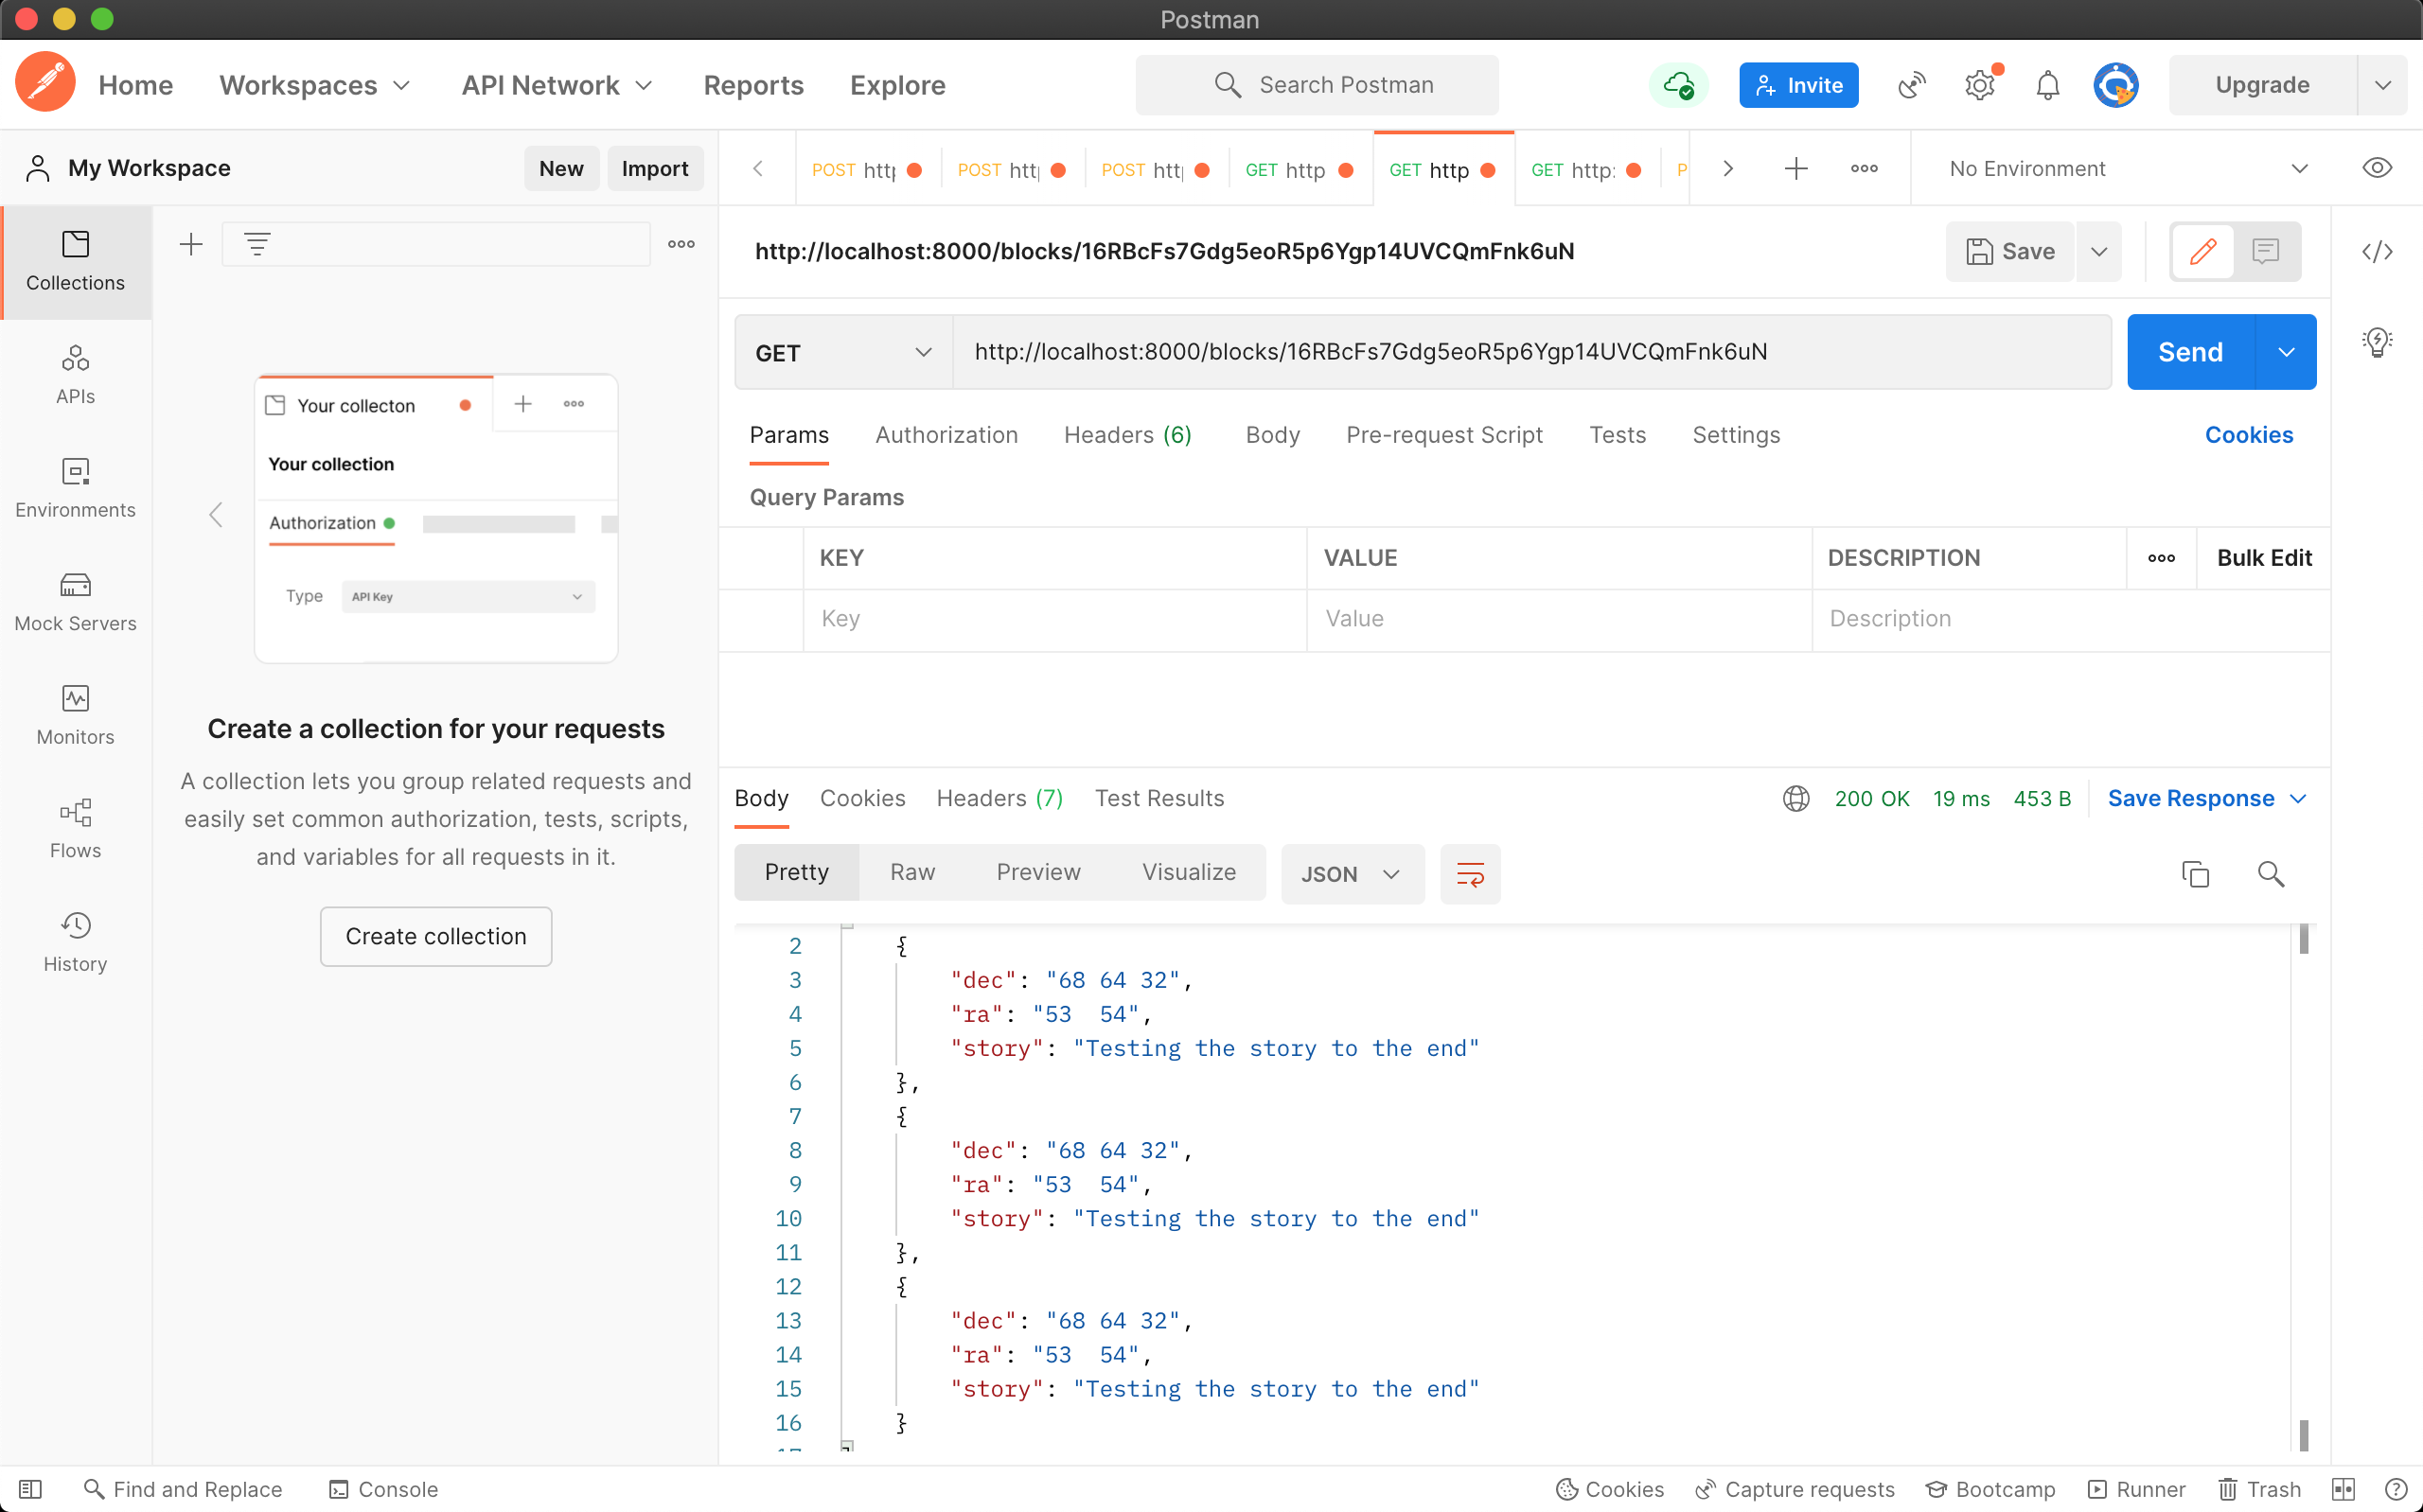 Postman
Home Workspaces API Network Reports Explore Search Postman Invite Upgrade
My Workspace New Import POST http POST http POST http GET http GET http GET http: P No Environment
http://localhost:8000/blocks/16RBcFs7Gdg5eoR5p6Ygp14UVCQmFnk6uN Save
GET http://localhost:8000/blocks/16RBcFs7Gdg5eoR5p6Ygp14UVCQmFnk6uN Send
Params Authorization Headers (6) Body Pre-request Script Tests Settings Cookies
Query Params
KEY VALUE DESCRIPTION Bulk Edit
Key Value Description
Collections
APIs
Environments
Mock Servers
Monitors
Flows
History
Your collecton
Your collection
Authorization
Type API Key
Create a collection for your requests
A collection lets you group related requests and
easily set common authorization, tests, scripts,
and variables for all requests in it.
Create collection
Body Cookies Headers (7) Test Results 200 OK 19 ms 453 B Save Response
Pretty Raw Preview Visualize JSON
2 {
3 "dec": "68 64 32",
4 "ra": "53  54",
5 "story": "Testing the story to the end"
6 },
7 {
8 "dec": "68 64 32",
9 "ra": "53  54",
10 "story": "Testing the story to the end"
11 },
12 {
13 "dec": "68 64 32",
14 "ra": "53  54",
15 "story": "Testing the story to the end"
16 }
Find and Replace Console Cookies Capture requests Bootcamp Runner Trash